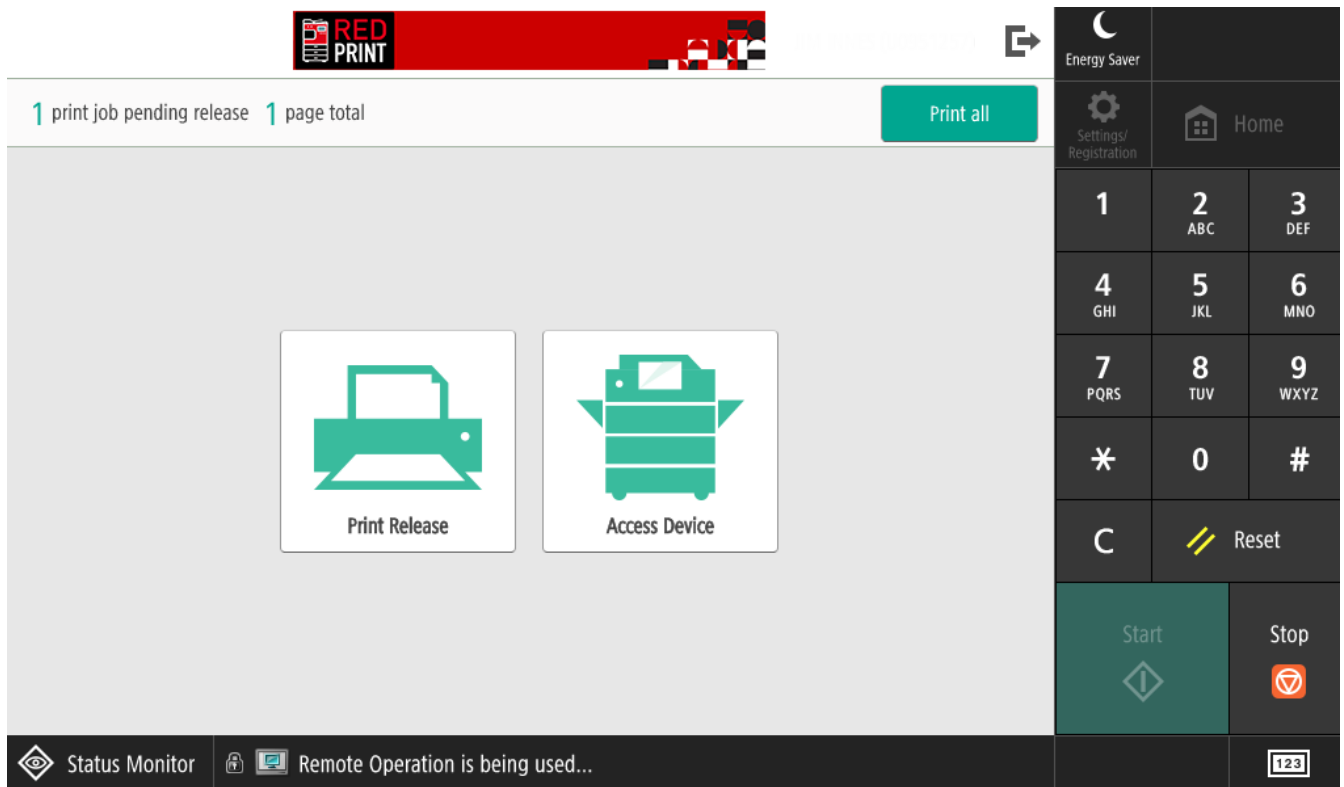 RED
PRINT
Energy Saver
1 print job pending release 1 page total
Print all
Settings/
Registration
Home
1
2
ABC
3
DEF
4
GHI
5
JKL
6
MNO
7
PQRS
8
TUV
9
WXYZ
0
#
C
Reset
Print Release
Access Device
Start
Stop
Status Monitor
Remote Operation is being used...
123